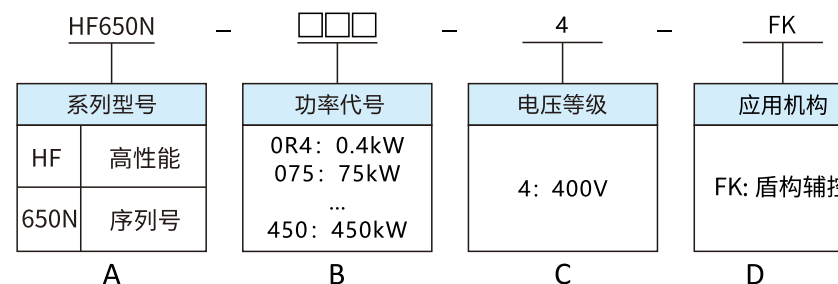 HF650N – □□□ – 4 – FK
系列型号 功率代号 电压等级 应用机构
HF 高性能
650N 序列号
0R4：0.4kW
075：75kW
...
450：450kW
4：400V
FK: 盾构辅控
A B C D